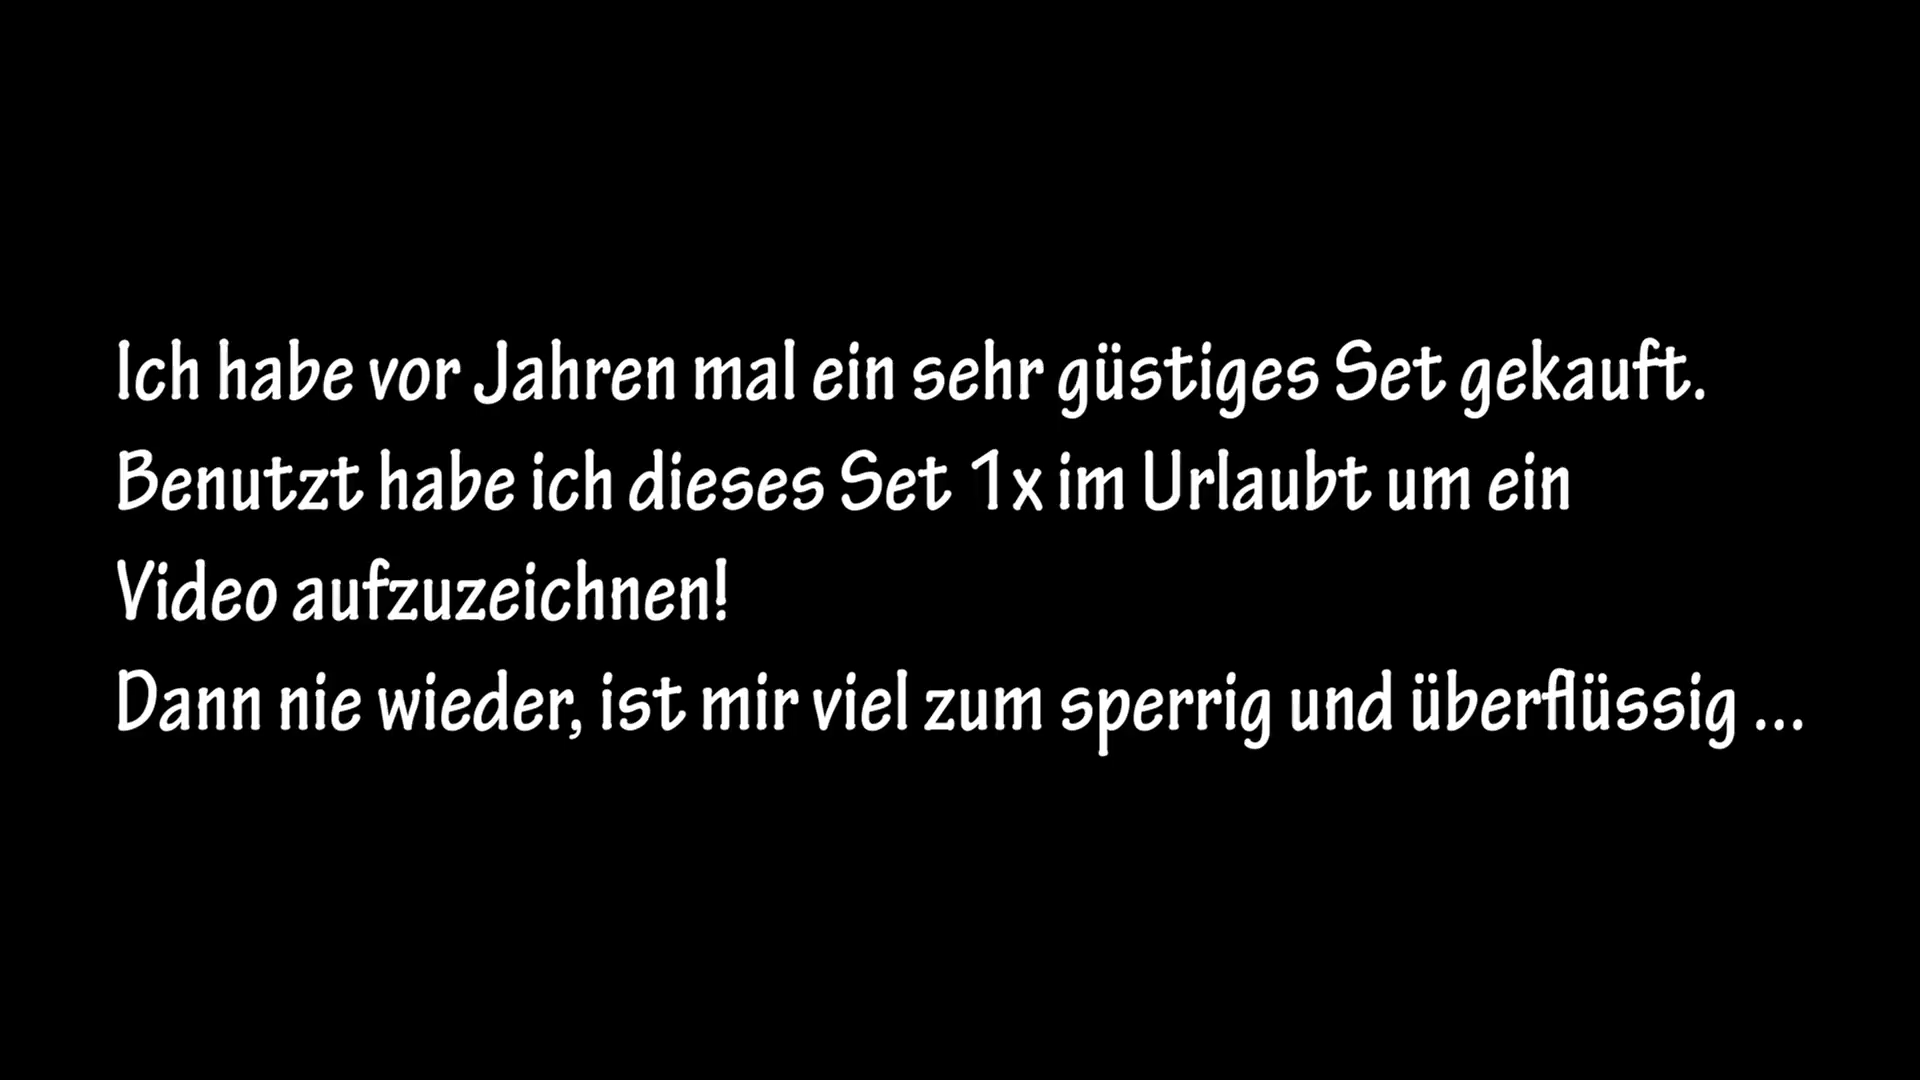 Ich habe vor Jahren mal ein sehr güstiges Set gekauft.
Benutzt habe ich dieses Set 1x im Urlaubt um ein
Video aufzuzeichnen!
Dann nie wieder, ist mir viel zum sperrig und überflüssig ...